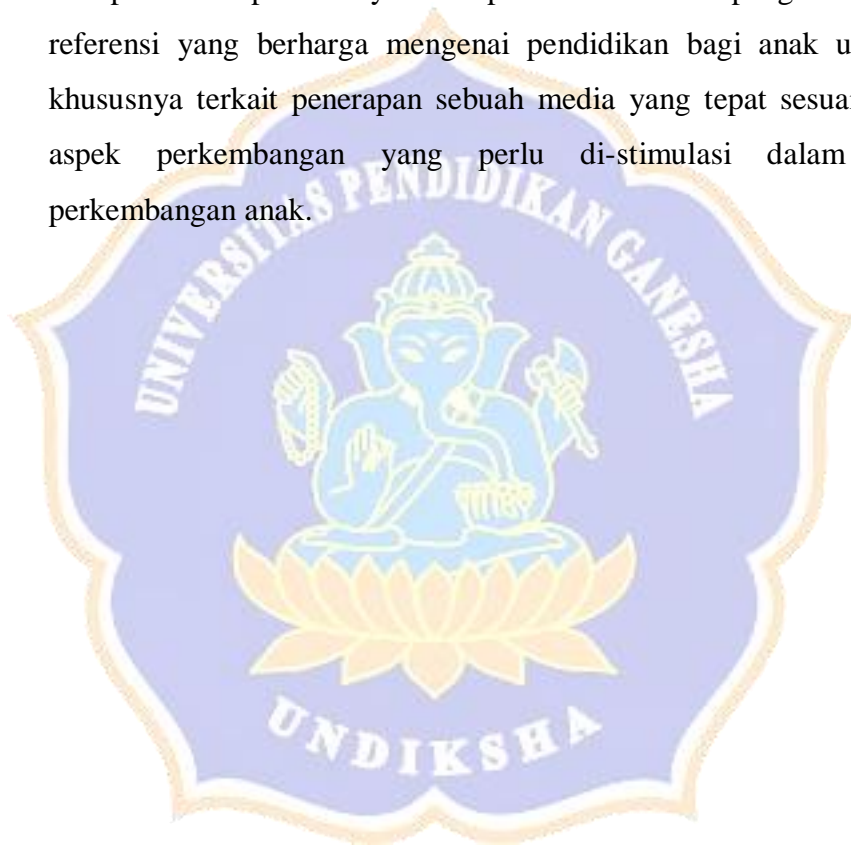 referensi yang berharga mengenai pendidikan bagi anak
khususnya terkait penerapan sebuah media yang tepat
aspek perkembangan yang perlu di-stimulasi dalam
perkembangan anak.
UNIVERSITAS PENDIDIKAN GANESHA
UNDIKSHA